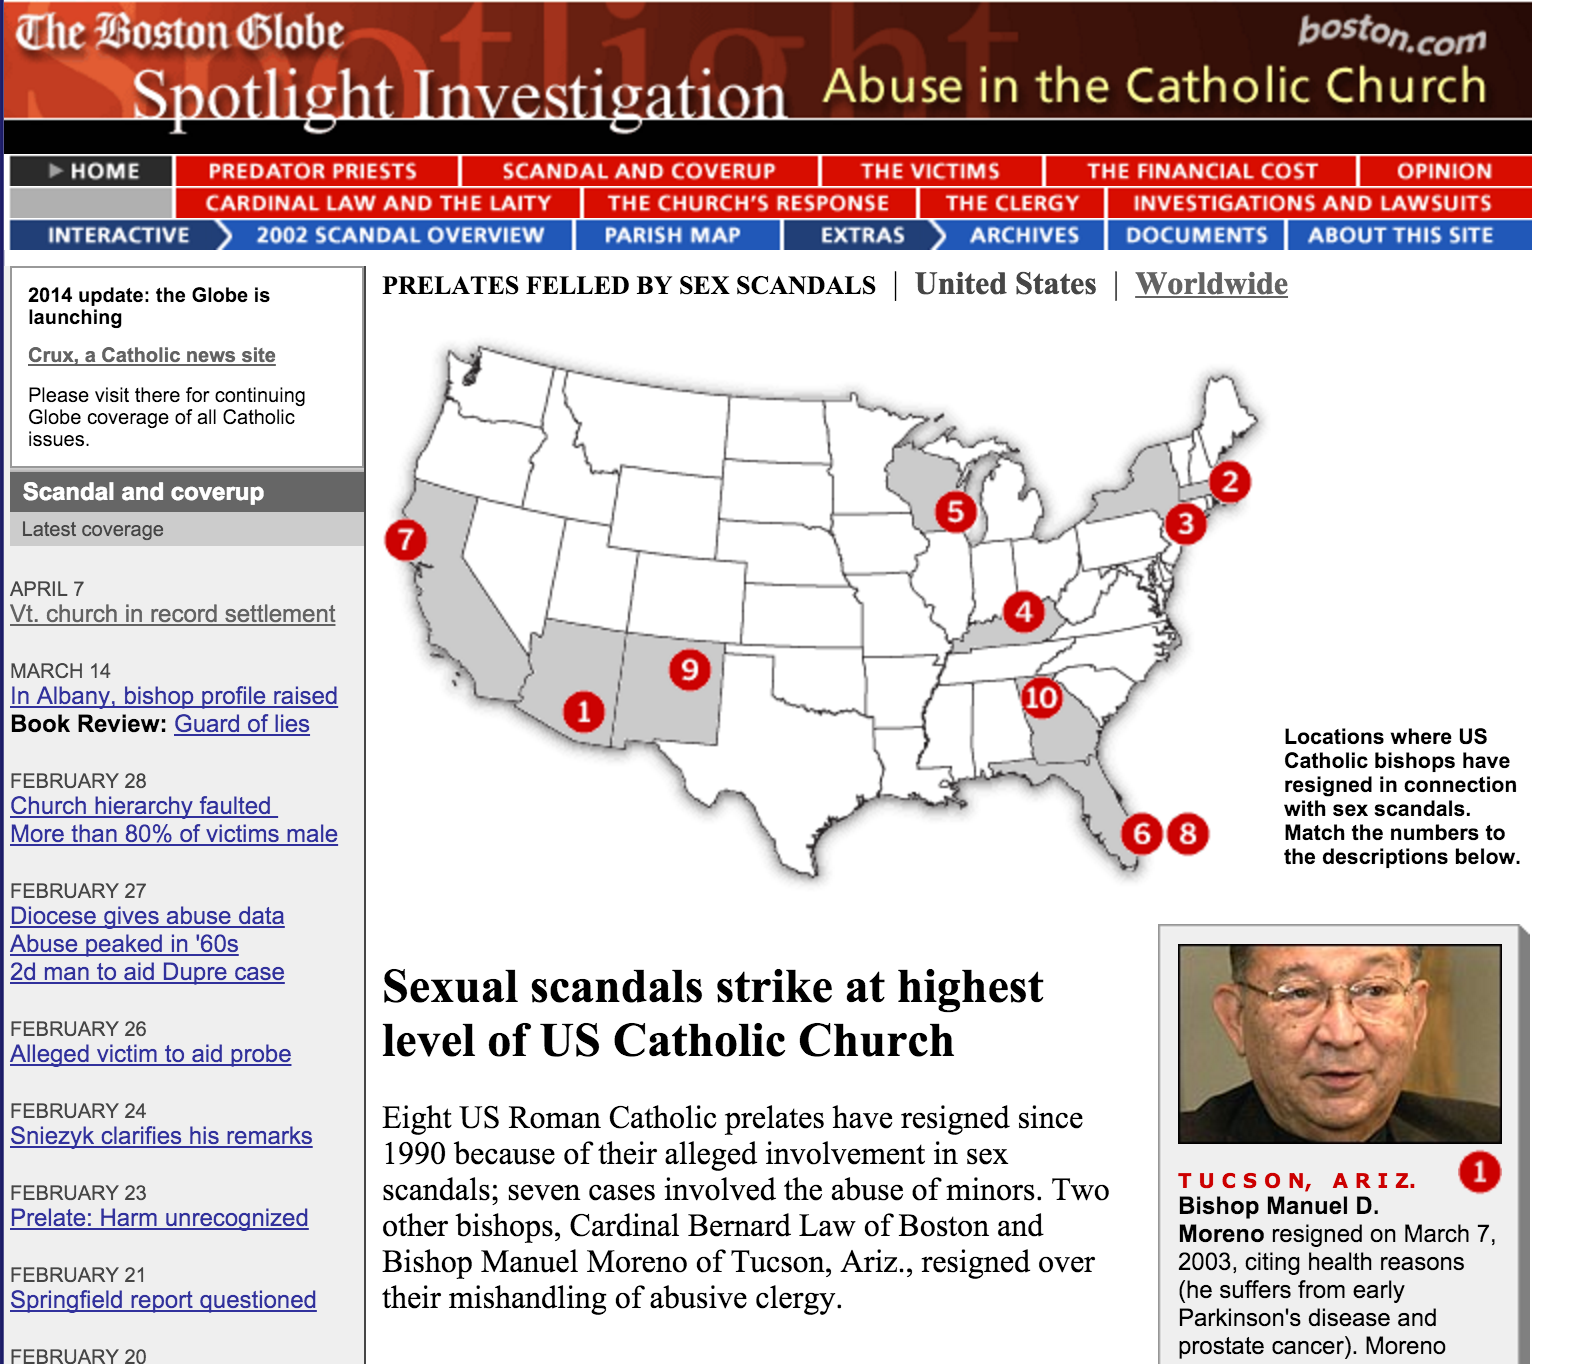 The Boston Globe
boston.com
Spotlight
Spotlight Investigation
Abuse in the Catholic Church
HOME
PREDATOR PRIESTS
SCANDAL AND COVERUP
THE VICTIMS
THE FINANCIAL COST
OPINION
CARDINAL LAW AND THE LAITY
THE CHURCH'S RESPONSE
THE CLERGY
INVESTIGATIONS AND LAWSUITS
INTERACTIVE
2002 SCANDAL OVERVIEW
PARISH MAP
EXTRAS
ARCHIVES
DOCUMENTS
ABOUT THIS SITE
2014 update: the Globe is
launching
Crux, a Catholic news site
Please visit there for continuing
Globe coverage of all Catholic
issues.
Scandal and coverup
Latest coverage
APRIL 7
Vt. church in record settlement
MARCH 14
In Albany, bishop profile raised
Book Review: Guard of lies
FEBRUARY 28
Church hierarchy faulted
More than 80% of victims male
FEBRUARY 27
Diocese gives abuse data
Abuse peaked in '60s
2d man to aid Dupre case
FEBRUARY 26
Alleged victim to aid probe
FEBRUARY 24
Sniezyk clarifies his remarks
FEBRUARY 23
Prelate: Harm unrecognized
FEBRUARY 21
Springfield report questioned
FEBRUARY 20
PRELATES FELLED BY SEX SCANDALS | United States | Worldwide
2
5
3
7
4
9
10
1
6
8
Locations where US
Catholic bishops have
resigned in connection
with sex scandals.
Match the numbers to
the descriptions below.
Sexual scandals strike at highest
level of US Catholic Church
Eight US Roman Catholic prelates have resigned since
1990 because of their alleged involvement in sex
scandals; seven cases involved the abuse of minors. Two
other bishops, Cardinal Bernard Law of Boston and
Bishop Manuel Moreno of Tucson, Ariz., resigned over
their mishandling of abusive clergy.
1
TUCSON, ARIZ.
Bishop Manuel D.
Moreno resigned on March 7,
2003, citing health reasons
(he suffers from early
Parkinson's disease and
prostate cancer). Moreno